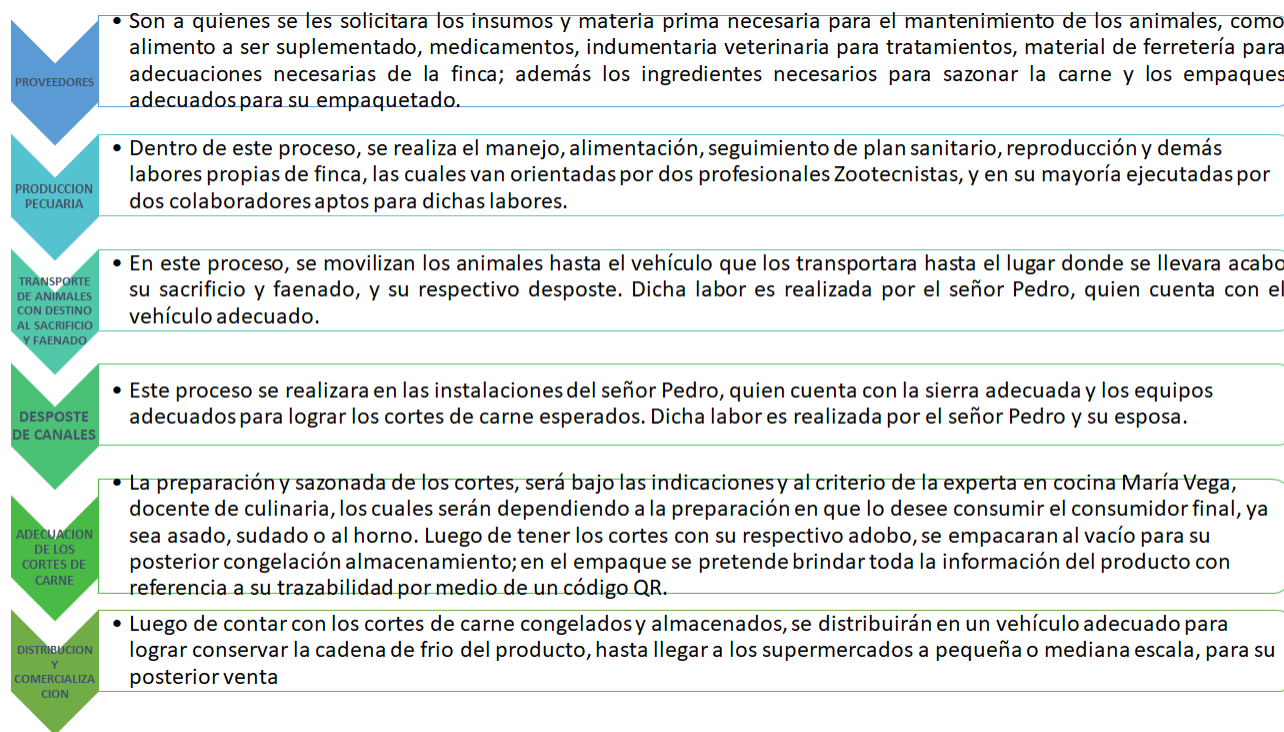 PROVEEDORES
• Son a quienes se les solicitara los insumos y materia prima necesaria para el mantenimiento de los animales, como
alimento a ser suplementado, medicamentos, indumentaria veterinaria para tratamientos, material de ferretería para
adecuaciones necesarias de la finca; además los ingredientes necesarios para sazonar la carne y los empaques
adecuados para su empaquetado.
PRODUCCION
PECUARIA
• Dentro de este proceso, se realiza el manejo, alimentación, seguimiento de plan sanitario, reproducción y demás
labores propias de finca, las cuales van orientadas por dos profesionales Zootecnistas, y en su mayoría ejecutadas por
dos colaboradores aptos para dichas labores.
TRANSPORTE
DE ANIMALES
CON DESTINO
AL SACRIFICIO
Y FAENADO
• En este proceso, se movilizan los animales hasta el vehículo que los transportara hasta el lugar donde se llevara acabo
su sacrificio y faenado, y su respectivo desposte. Dicha labor es realizada por el señor Pedro, quien cuenta con el
vehículo adecuado.
DESPOSTE
DE CANALES
• Este proceso se realizara en las instalaciones del señor Pedro, quien cuenta con la sierra adecuada y los equipos
adecuados para lograr los cortes de carne esperados. Dicha labor es realizada por el señor Pedro y su esposa.
ADECUACION
DE LOS
CORTES DE
CARNE
• La preparación y sazonada de los cortes, será bajo las indicaciones y al criterio de la experta en cocina María Vega,
docente de culinaria, los cuales serán dependiendo a la preparación en que lo desee consumir el consumidor final, ya
sea asado, sudado o al horno. Luego de tener los cortes con su respectivo adobo, se empacaran al vacío para su
posterior congelación almacenamiento; en el empaque se pretende brindar toda la información del producto con
referencia a su trazabilidad por medio de un código QR.
DISTRIBUCION
Y
COMERCIALIZA
CION
• Luego de contar con los cortes de carne congelados y almacenados, se distribuirán en un vehículo adecuado para
lograr conservar la cadena de frio del producto, hasta llegar a los supermercados a pequeña o mediana escala, para su
posterior venta